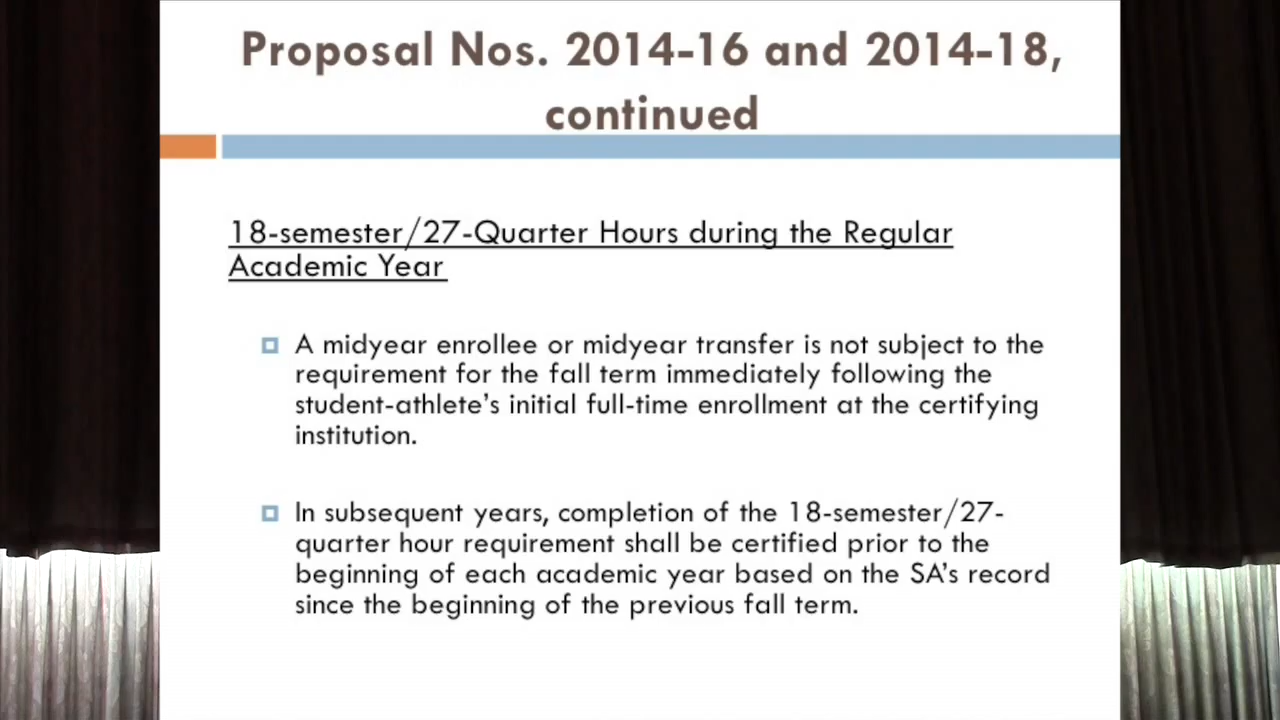 Proposal Nos. 2014-16 and 2014-18,
continued
18-semester/27-Quarter Hours during the Regular
Academic Year
A midyear enrollee or midyear transfer is not subject to the
requirement for the fall term immediately following the
student-athlete's initial full-time enrollment at the certifying
institution.
In subsequent years, completion of the 18-semester/27-
quarter hour requirement shall be certified prior to the
beginning of each academic year based on the SA's record
since the beginning of the previous fall term.